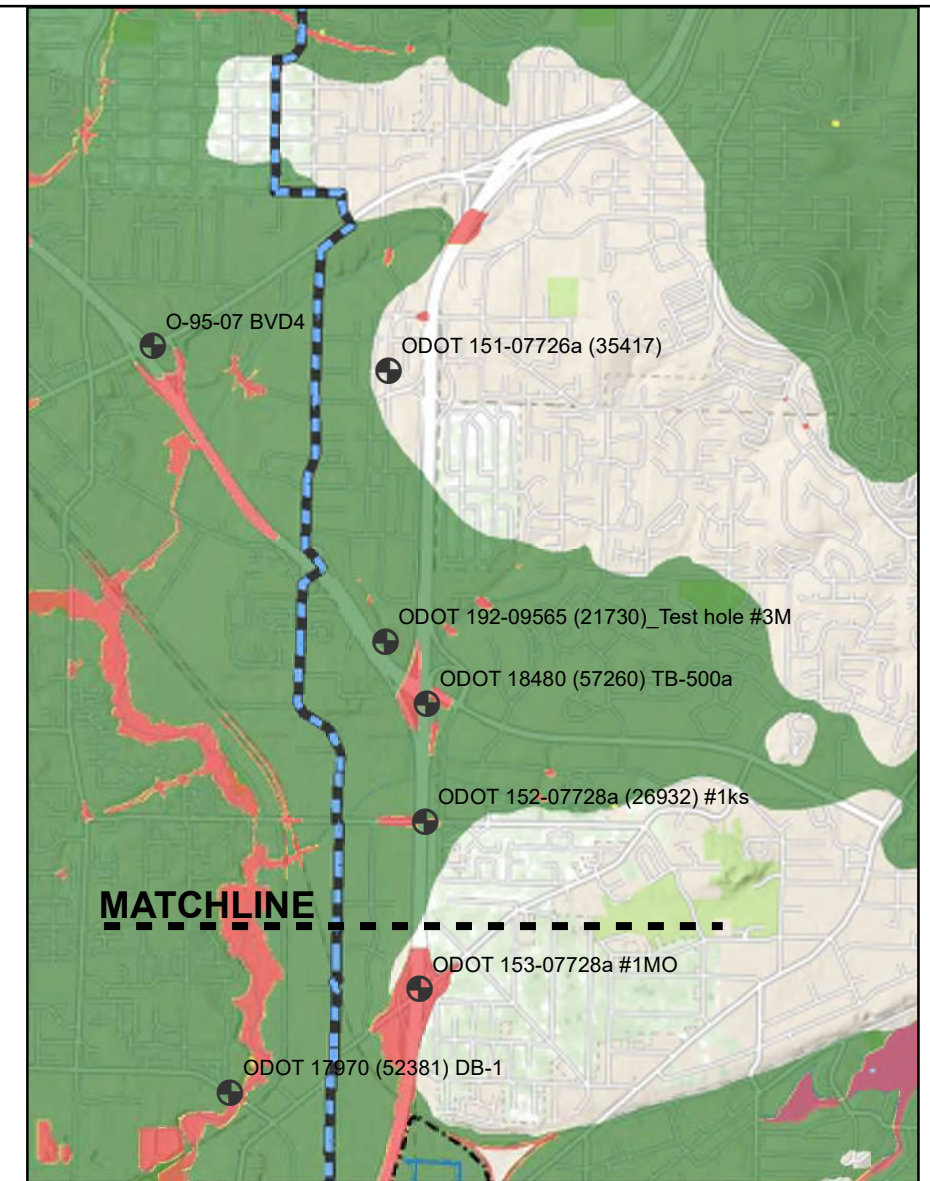 O-95-07 BVD4
ODOT 151-07726a (35417)
ODOT 192-09565 (21730)_Test hole #3M
ODOT 18480 (57260) TB-500a
ODOT 152-07728a (26932) #1ks
MATCHLINE
ODOT 153-07728a #1MO
ODOT 17970 (52381) DB-1